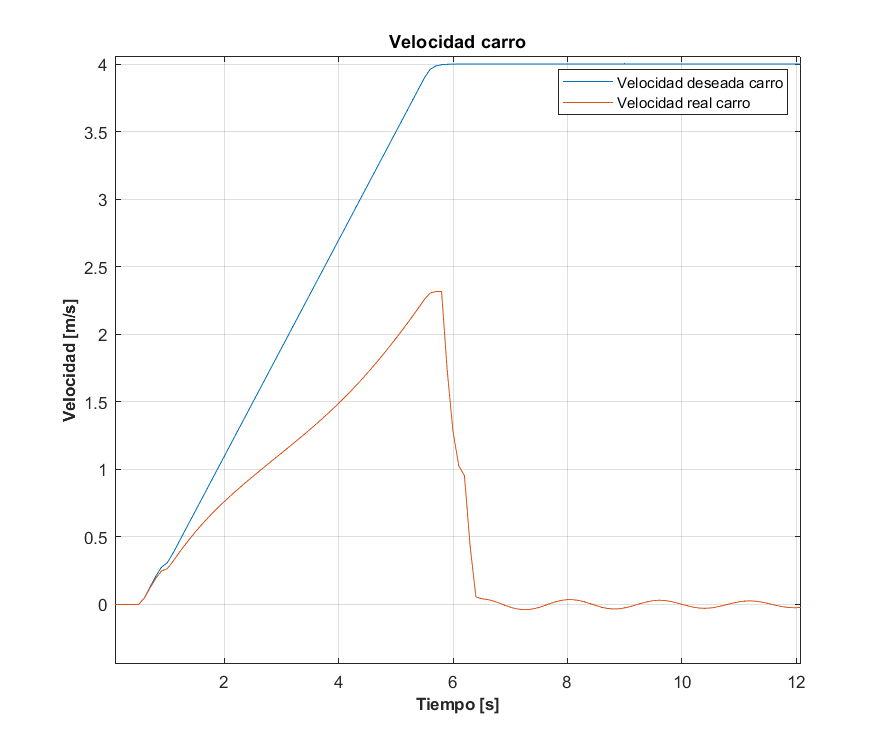 Velocidad carro
Velocidad deseada carro
Velocidad real carro
4
3.5
3
2.5
2
1.5
1
0.5
0
Velocidad [m/s]
2 4 6 8 10 12
Tiempo [s]